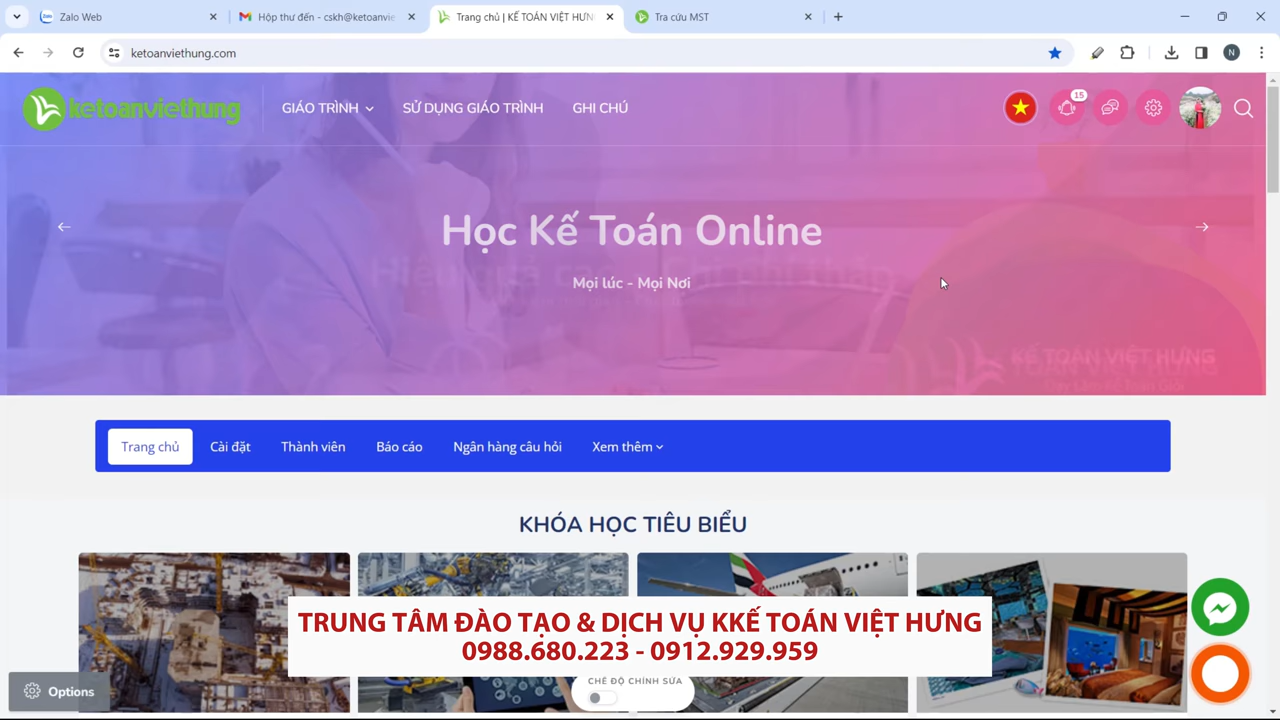 Zalo Web
Hộp thư đến - cskh@ketoanvie
Trang chủ | KẾ TOÁN VIỆT HƯN
Tra cứu MST
ketoanviethung.com
N
ketoanviethung
GIÁO TRÌNH
SỬ DỤNG GIÁO TRÌNH
GHI CHÚ
15
Học Kế Toán Online
Mọi lúc - Mọi Nơi
KẾ TOÁN VIỆT HƯNG
Trang chủ
Cài đặt
Thành viên
Báo cáo
Ngân hàng câu hỏi
Xem thêm
KHÓA HỌC TIÊU BIỂU
TRUNG TÂM ĐÀO TẠO & DỊCH VỤ KKẾ TOÁN VIỆT HƯNG
0988.680.223 - 0912.929.959
CHẾ ĐỘ CHỈNH SỬA
Options